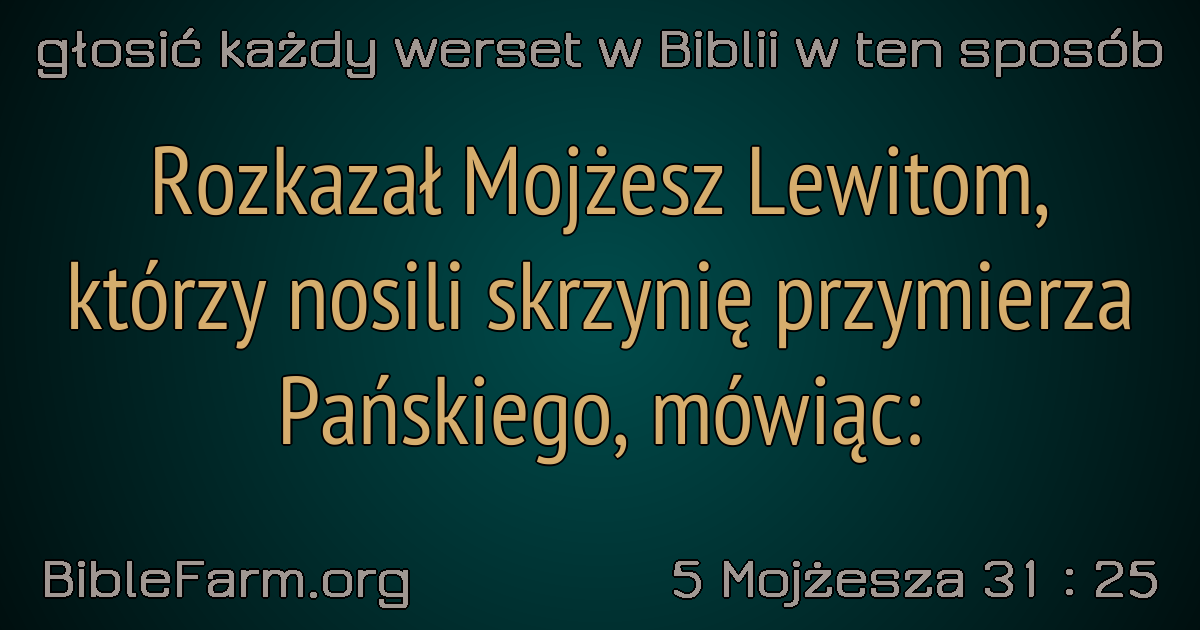 głosić każdy werset w Biblii w ten sposób
Rozkazał Mojżesz Lewitom,
którzy nosili skrzynię przymierza
Pańskiego, mówiąc:
BibleFarm.org
5 Mojżesza 31 : 25